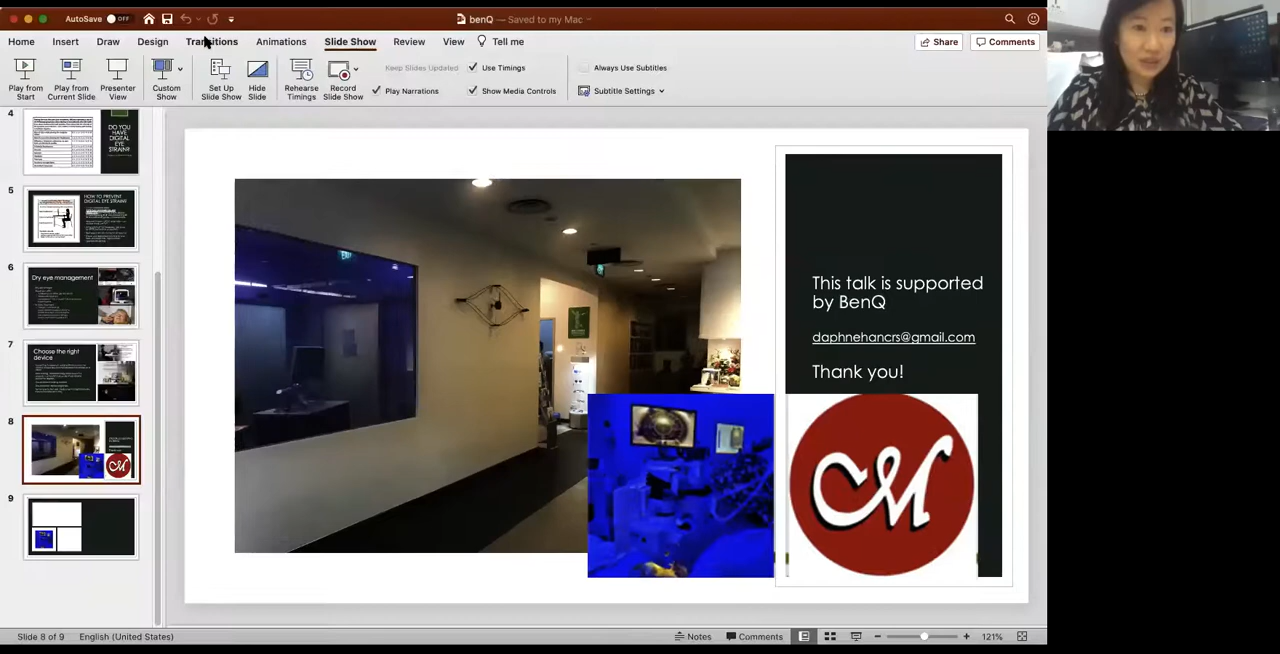 AutoSave OFF
benQ — Saved to my Mac
Home Insert Draw Design Transitions Animations Slide Show Review View Tell me
Share Comments
Play from Start
Play from Current Slide
Presenter View
Custom Show
Set Up Slide Show
Hide Slide
Rehearse Timings
Record Slide Show
Keep Slides Updated
Use Timings
Play Narrations
Show Media Controls
Always Use Subtitles
Subtitle Settings
4
DO YOU
HAVE
DIGITAL
EYE
STRAIN?
5
HOW TO PREVENT
DIGITAL EYE STRAIN?
6
Dry eye management
7
Choose the right
device
8
9
EXIT
This talk is supported
by BenQ
daphnehancrs@gmail.com
Thank you!
CM
Slide 8 of 9 English (United States)
Notes Comments 121%